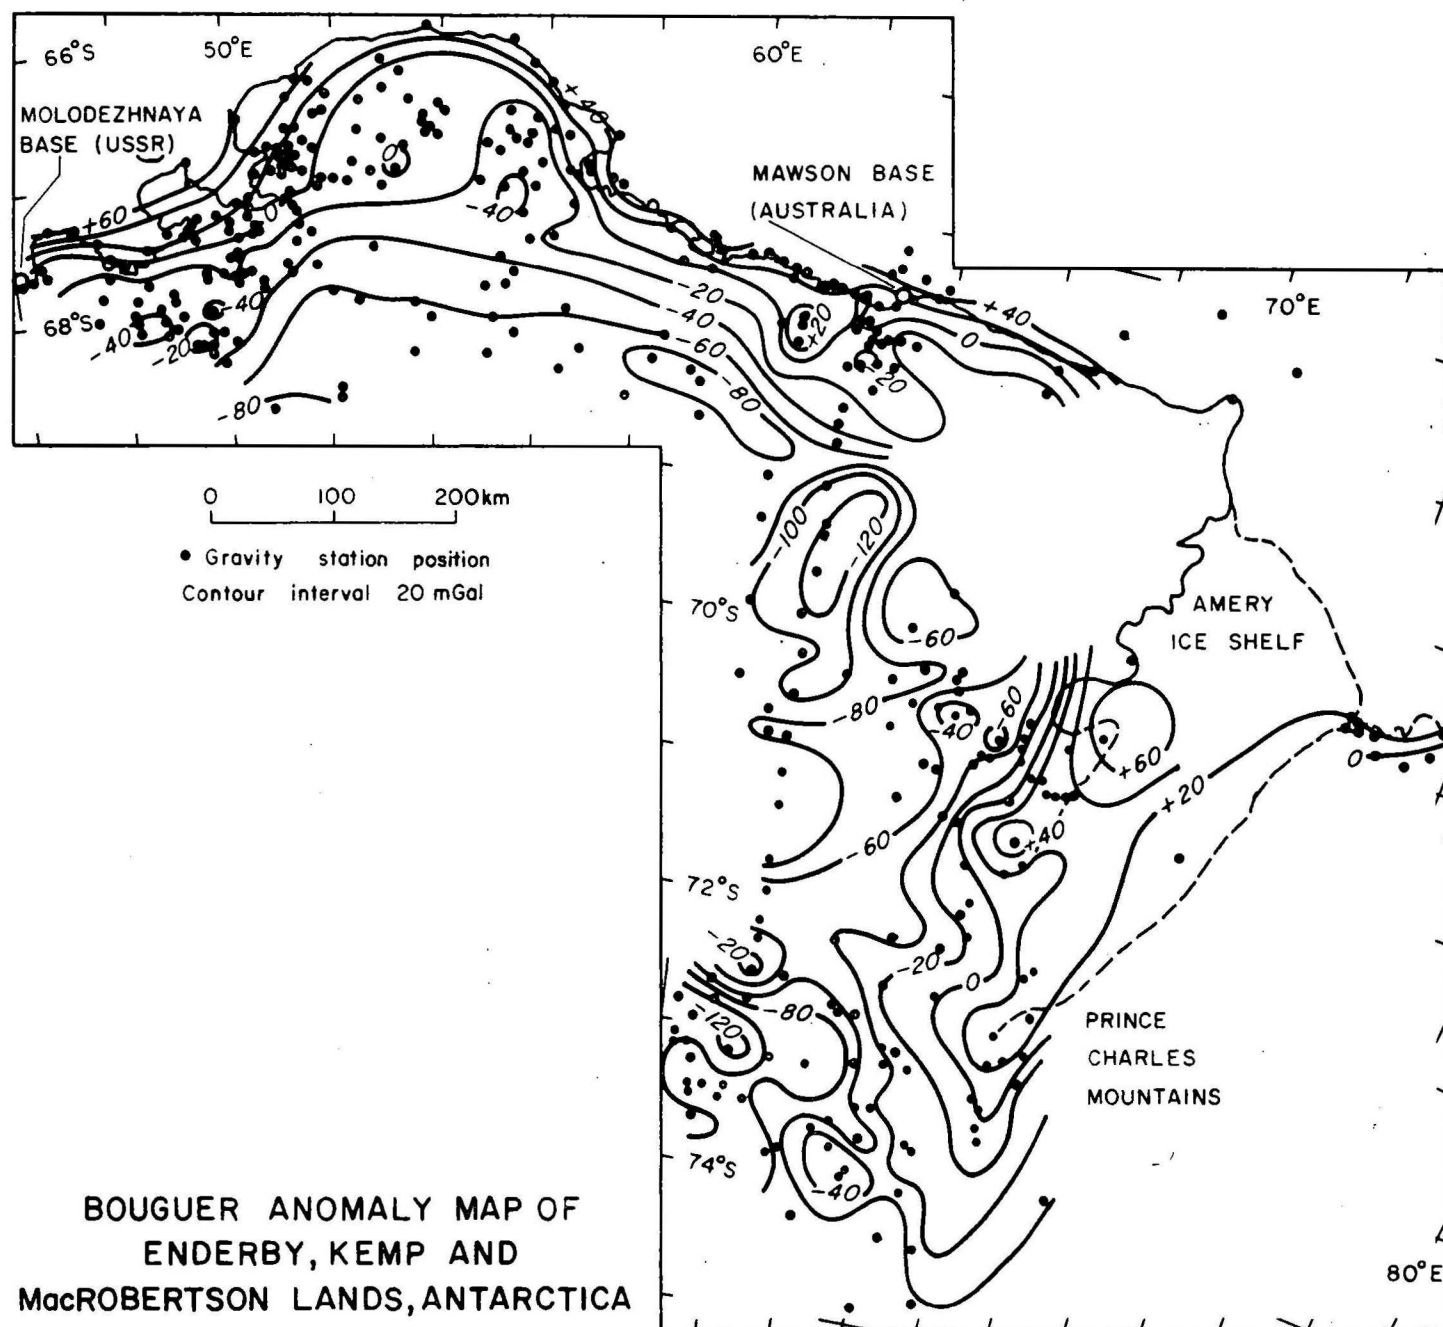 66°S
50°E
60°E
MOLODEZHNAYA
BASE (USSR)
MAWSON BASE
(AUSTRALIA)
+40
+60
0
0
-40
-20
-40
-60
-80
+20
-20
+40
0
70°E
68°S
-40
-40
-20
-80
0 100 200km
● Gravity station position
Contour interval 20 mGal
-100
-120
70°S
-60
AMERY
ICE SHELF
-80
-40
-60
+60
+20
0
+40
-60
72°S
-20
-20
0
-80
-120
PRINCE
CHARLES
MOUNTAINS
74°S
-40
80°E
BOUGUER ANOMALY MAP OF
ENDERBY, KEMP AND
MacROBERTSON LANDS, ANTARCTICA